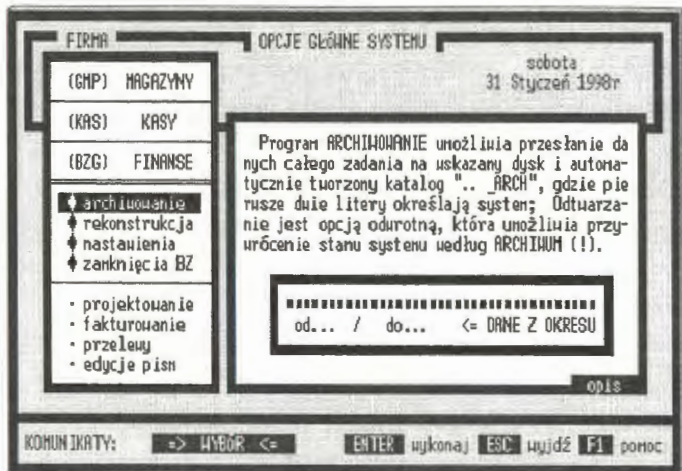 FIRMA
OPCJE GŁÓWNE SYSTEMU
sobota
31 Styczeń 1998r
(GMP) MAGAZYNY
(KAS) KASY
(BZG) FINANSE
archiwowanie
rekonstrukcja
nastawienia
zamknięcia BZ
· projektowanie
· fakturowanie
· przelewy
· edycje pism
Program ARCHIWOWANIE umożliwia przesłanie da
nych całego zadania na wskazany dysk i automa-
tycznie tworzony katalog ".. _ARCH", gdzie pie
rwsze dwie litery określają system; Odtwarza-
nie jest opcją odwrotną, która umożliwia przy-
wrócenie stanu systemu według ARCHIWUM (!).
od... / do... <= DANE Z OKRESU
opis
KOMUNIKATY: => WYBÓR <= ENTER wykonaj ESC wyjdź F1 pomoc